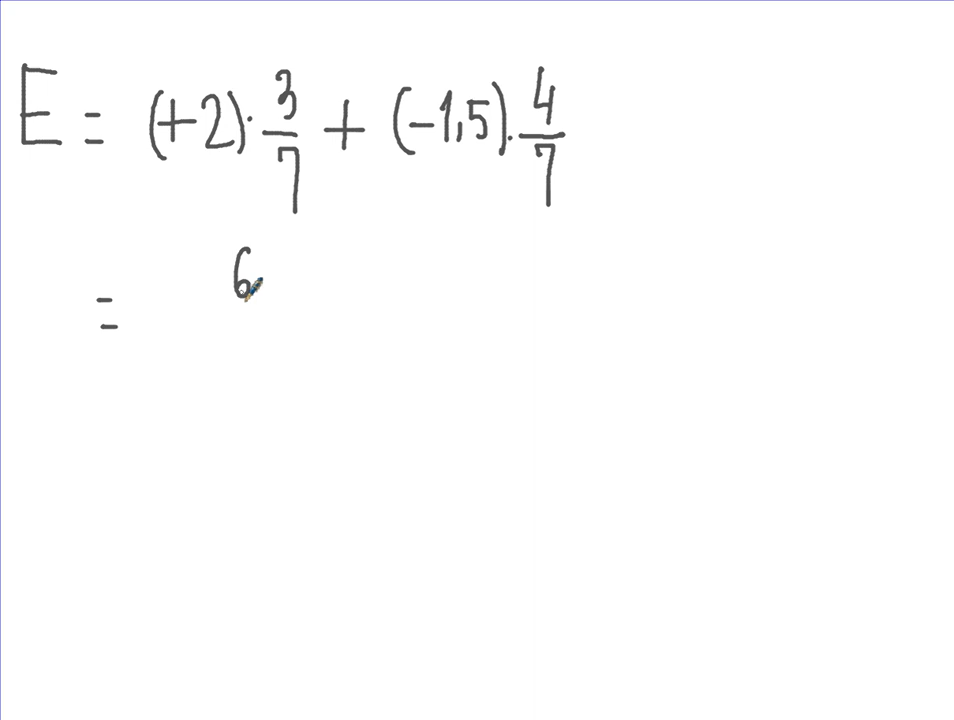 E = (+2)·3/7 + (-1,5)·4/7
= 6